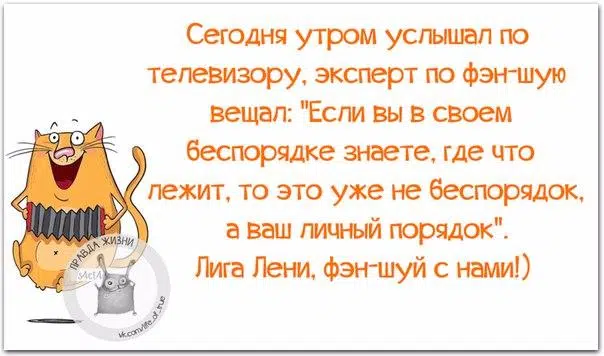 Сегодня утром услышал по
телевизору, эксперт по фэн-шую
вещал: "Если вы в своем
беспорядке знаете, где что
лежит, то это уже не беспорядок,
а ваш личный порядок".
Лига Лени, фэн-шуй с нами!)
ПРАВДА ЖИЗНИ
vk.com/life_of_true